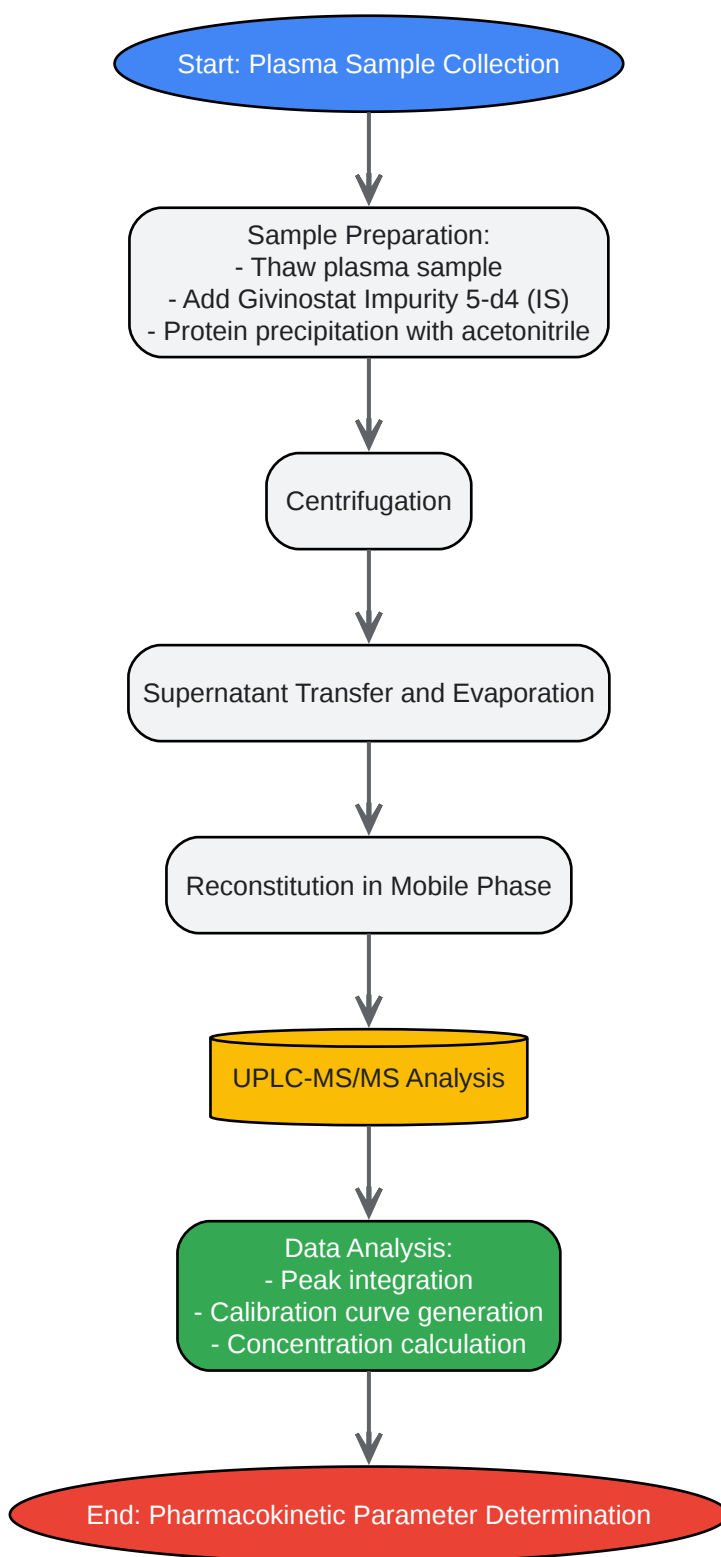 Start: Plasma Sample Collection
Sample Preparation:
- Thaw plasma sample
- Add Givinostat Impurity 5-d4 (IS)
- Protein precipitation with acetonitrile
Centrifugation
Supernatant Transfer and Evaporation
Reconstitution in Mobile Phase
UPLC-MS/MS Analysis
Data Analysis:
- Peak integration
- Calibration curve generation
- Concentration calculation
End: Pharmacokinetic Parameter Determination